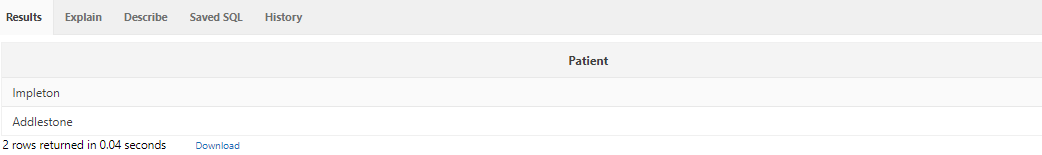 Results Explain Describe Saved SQL History
Patient
Impleton
Addlestone
2 rows returned in 0.04 seconds Download